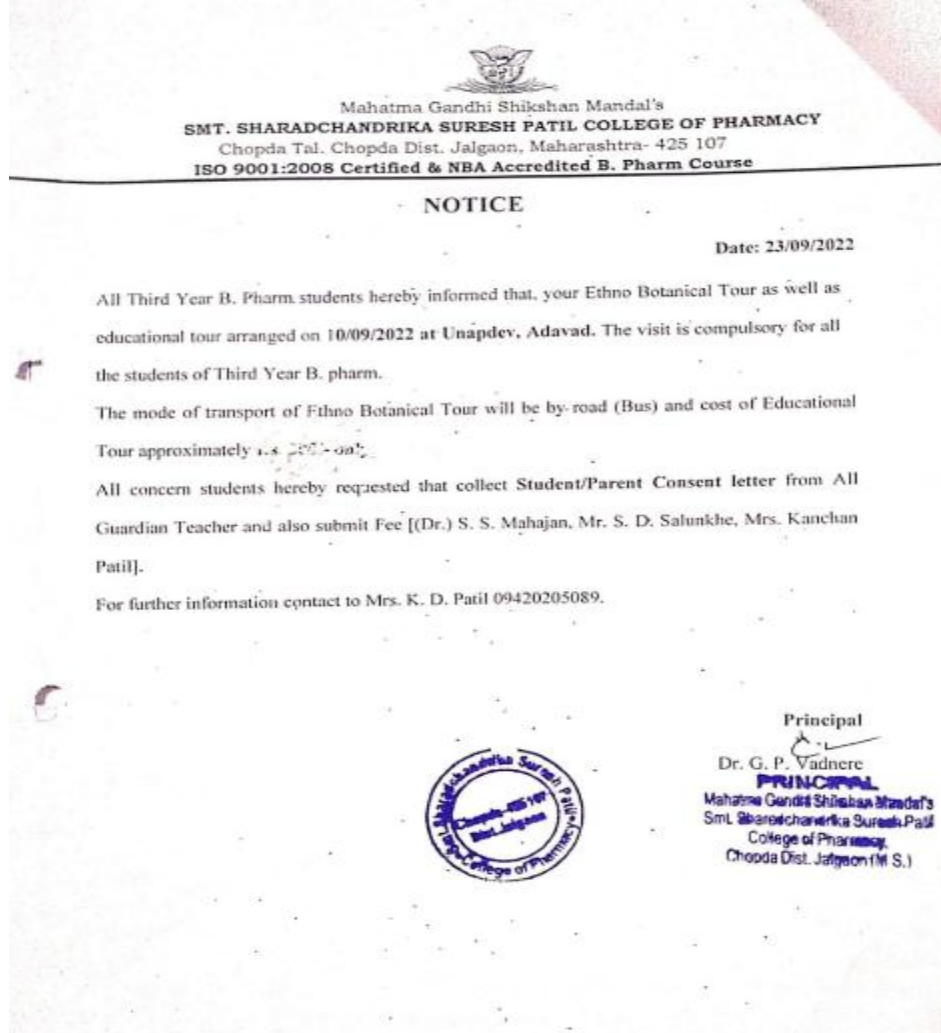 Mahatma Gandhi Shikshan Mandal's
SMT. SHARADCHANDRIKA SURESH PATIL COLLEGE OF PHARMACY
Chopda Tal. Chopda Dist. Jalgaon, Maharashtra- 425 107
ISO 9001:2008 Certified & NBA Accredited B. Pharm Course
NOTICE
Date: 23/09/2022
All Third Year B. Pharm students hereby informed that, your Ethno Botanical Tour as well as
educational tour arranged on 10/09/2022 at Unapdev, Adavad. The visit is compulsory for all
the students of Third Year B. pharm.
The mode of transport of Ethno Botanical Tour will be by road (Bus) and cost of Educational
Tour approximately
All concern students hereby requested that collect Student/Parent Consent letter from All
Guardian Teacher and also submit Fee [(Dr.) S. S. Mahajan, Mr. S. D. Salunkhe, Mrs. Kanchan
Patil].
For further information contact to Mrs. K. D. Patil 09420205089.
Principal
Dr. G. P. Vadnere
PRINCIPAL
Mahatma Gandhi Shikshan Mandal's
Smt. Sharadchandrika Suresh Patil
College of Pharmacy,
Chopda Dist. Jalgaon (M S.)
Sharadchandrika Suresh Patil
College of Pharmacy
Chopda-425 107
Dist. Jalgaon